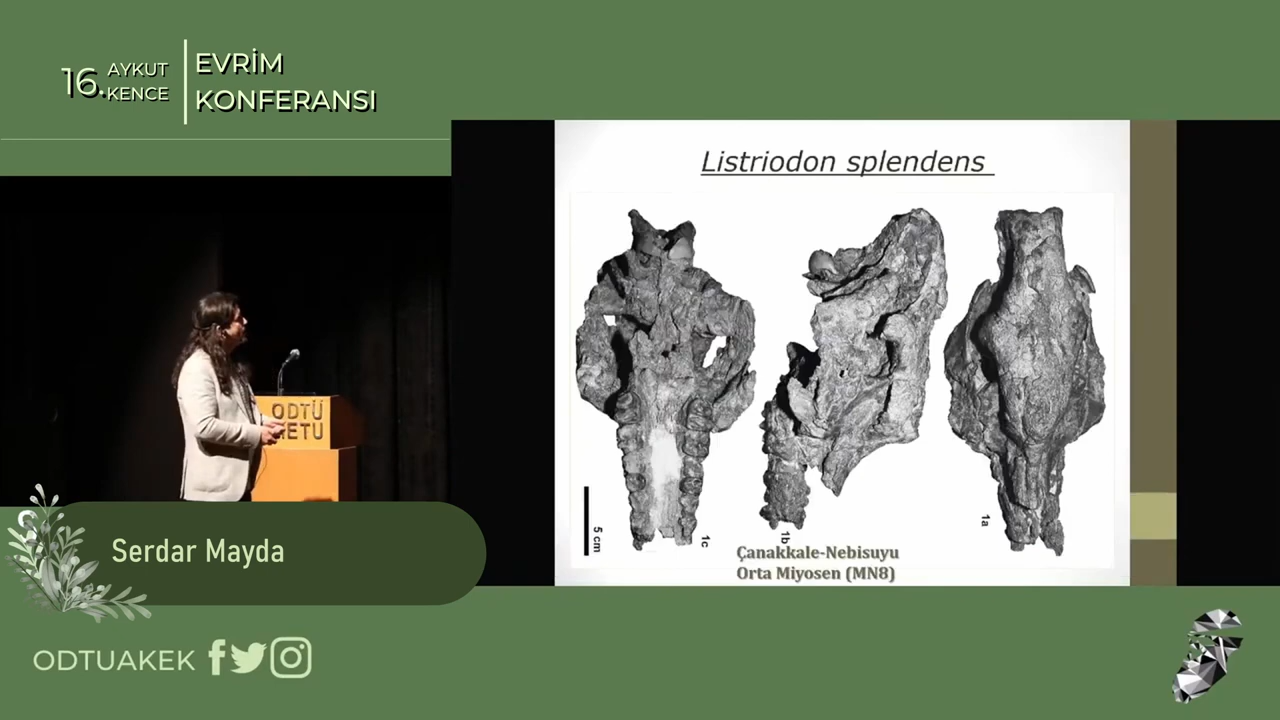 16. AYKUT KENCE
EVRİM
KONFERANSI
Listriodon splendens
5 cm
1c
1b
1a
Çanakkale-Nebisuyu
Orta Miyosen (MN8)
ODTÜ
METU
Serdar Mayda
ODTUAKEK